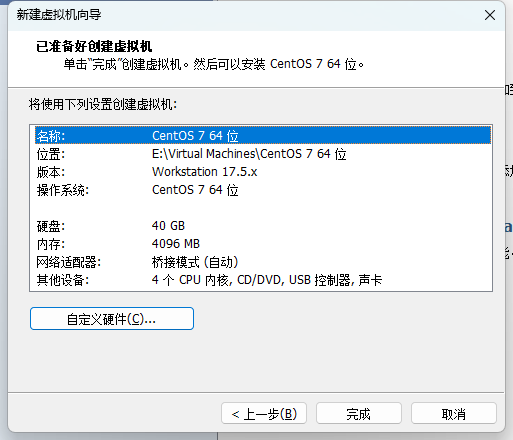 新建虚拟机向导
已准备好创建虚拟机
单击“完成”创建虚拟机。然后可以安装 CentOS 7 64 位。
将使用下列设置创建虚拟机:
名称: CentOS 7 64 位
位置: E:\Virtual Machines\CentOS 7 64 位
版本: Workstation 17.5.x
操作系统: CentOS 7 64 位
硬盘: 40 GB
内存: 4096 MB
网络适配器: 桥接模式 (自动)
其他设备: 4 个 CPU 内核, CD/DVD, USB 控制器, 声卡
自定义硬件(C)...
< 上一步(B)
完成
取消